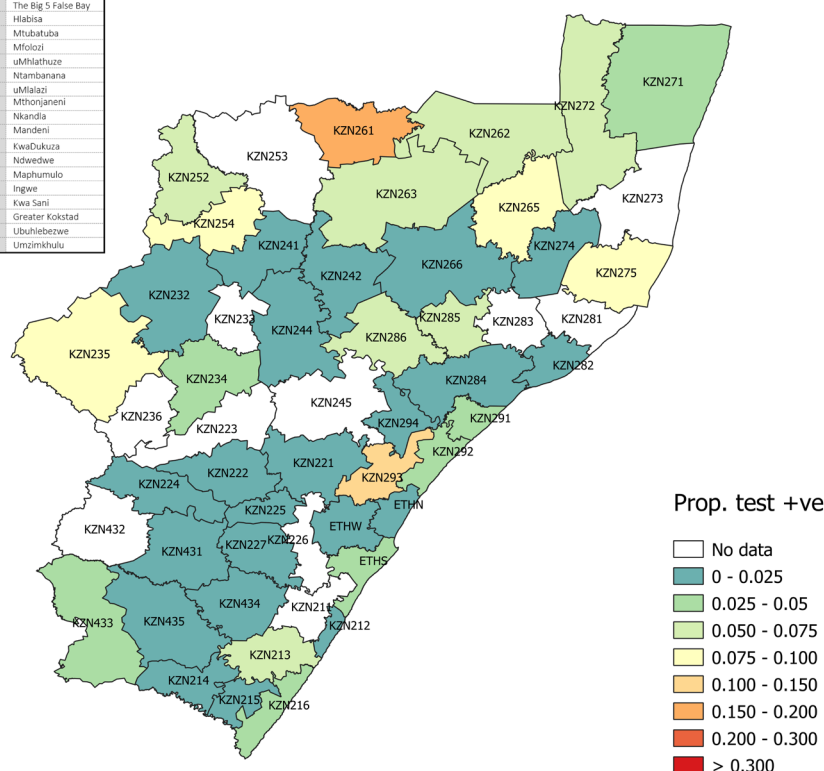 The Big 5 False Bay
Hlabisa
Mtubatuba
Mfolozi
uMhlathuze
Ntambanana
uMlalazi
Mthonjaneni
Nkandla
Mandeni
KwaDukuza
Ndwedwe
Maphumulo
Ingwe
Kwa Sani
Greater Kokstad
Ubuhlebezwe
Umzimkhulu
KZN271
KZN272
KZN261
KZN262
KZN253
KZN252
KZN263
KZN273
KZN265
KZN254
KZN241
KZN274
KZN266
KZN242
KZN275
KZN232
KZN233
KZN285
KZN283
KZN281
KZN244
KZN286
KZN235
KZN282
KZN234
KZN284
KZN245
KZN236
KZN291
KZN294
KZN223
KZN292
KZN221
KZN222
KZN293
KZN224
ETHN
KZN225
ETHW
KZN432
KZN226
KZN227
KZN431
ETHS
KZN434
KZN211
KZN435
KZN433
KZN212
KZN213
KZN214
KZN215
KZN216
Prop. test +ve
No data
0 - 0.025
0.025 - 0.05
0.050 - 0.075
0.075 - 0.100
0.100 - 0.150
0.150 - 0.200
0.200 - 0.300
> 0.300